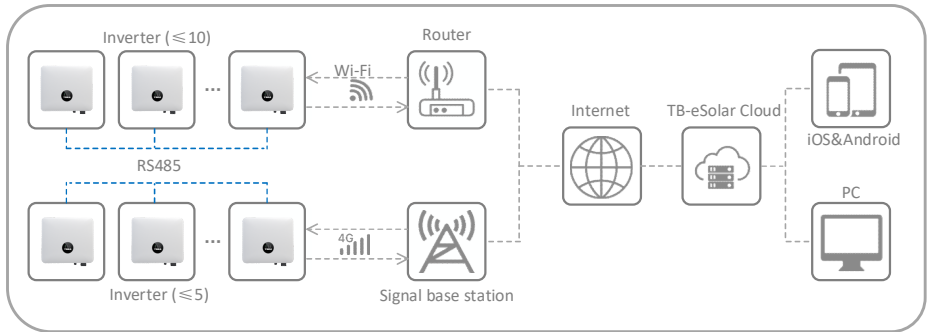 Inverter (≤10)
Router
Wi-Fi
...
Internet
TB-eSolar Cloud
iOS&Android
RS485
PC
...
4G
Inverter (≤5)
Signal base station